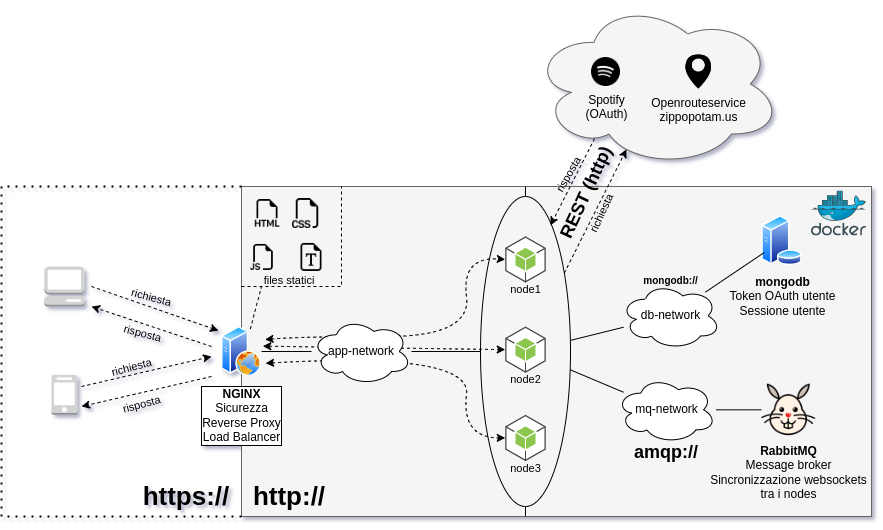 Spotify
(OAuth)
Openrouteservice
zippopotam.us
risposta
REST (http)
richiesta
HTML
CSS
JS
T
files statici
docker
node1
node2
node3
mongodb://
db-network
mongodb
Token OAuth utente
Sessione utente
richiesta
risposta
richiesta
risposta
app-network
NGINX
Sicurezza
Reverse Proxy
Load Balancer
mq-network
amqp://
RabbitMQ
Message broker
Sincronizzazione websockets
tra i nodes
https://
http://